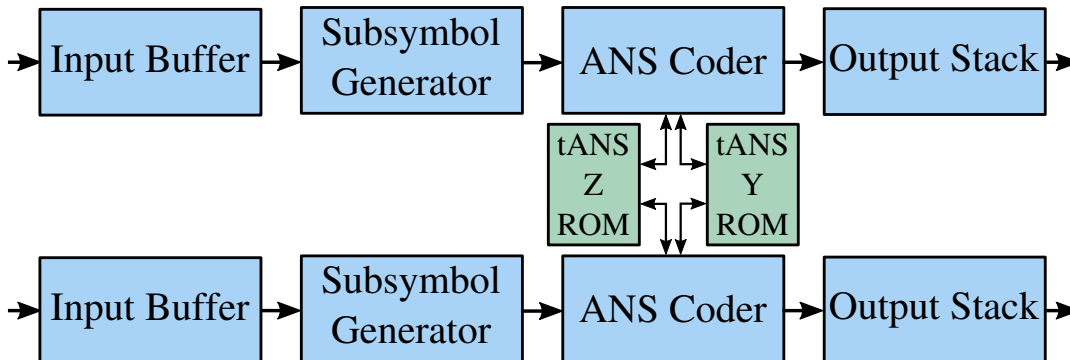 Input Buffer
Subsymbol
Generator
ANS Coder
Output Stack
tANS
Z
ROM
tANS
Y
ROM
Input Buffer
Subsymbol
Generator
ANS Coder
Output Stack